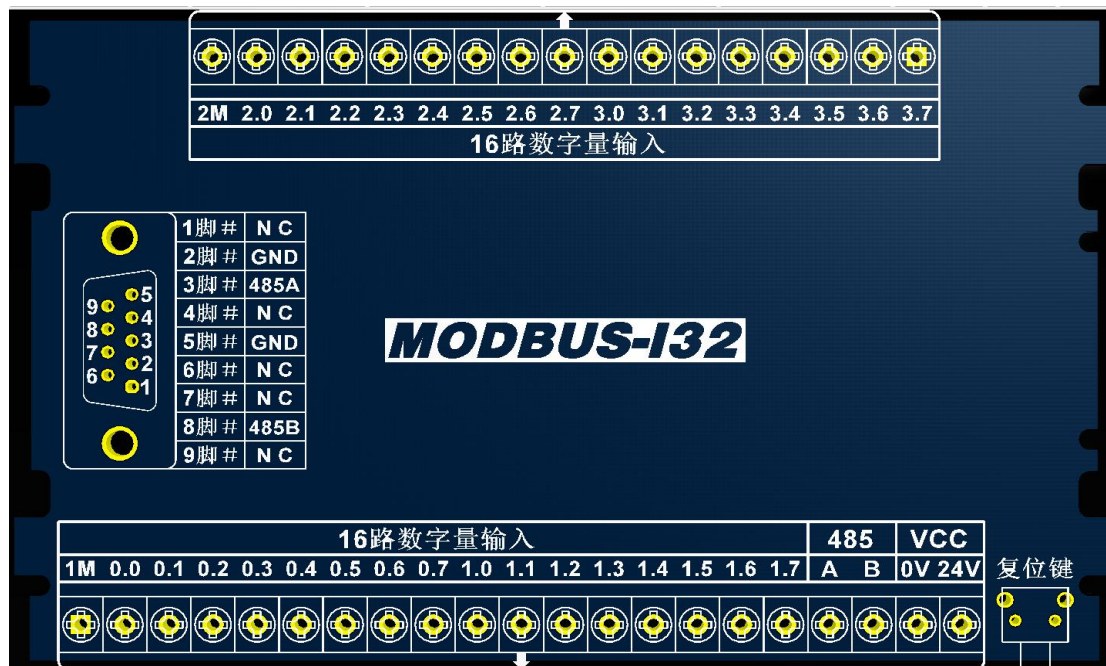 2M 2.0 2.1 2.2 2.3 2.4 2.5 2.6 2.7 3.0 3.1 3.2 3.3 3.4 3.5 3.6 3.7
16路数字量输入
1脚# NC
2脚# GND
3脚# 485A
4脚# NC
5脚# GND
6脚# NC
7脚# NC
8脚# 485B
9脚# NC
5
9
4
8
3
7
2
6
1
MODBUS-I32
16路数字量输入 485 VCC
1M 0.0 0.1 0.2 0.3 0.4 0.5 0.6 0.7 1.0 1.1 1.2 1.3 1.4 1.5 1.6 1.7 A B 0V 24V
复位键